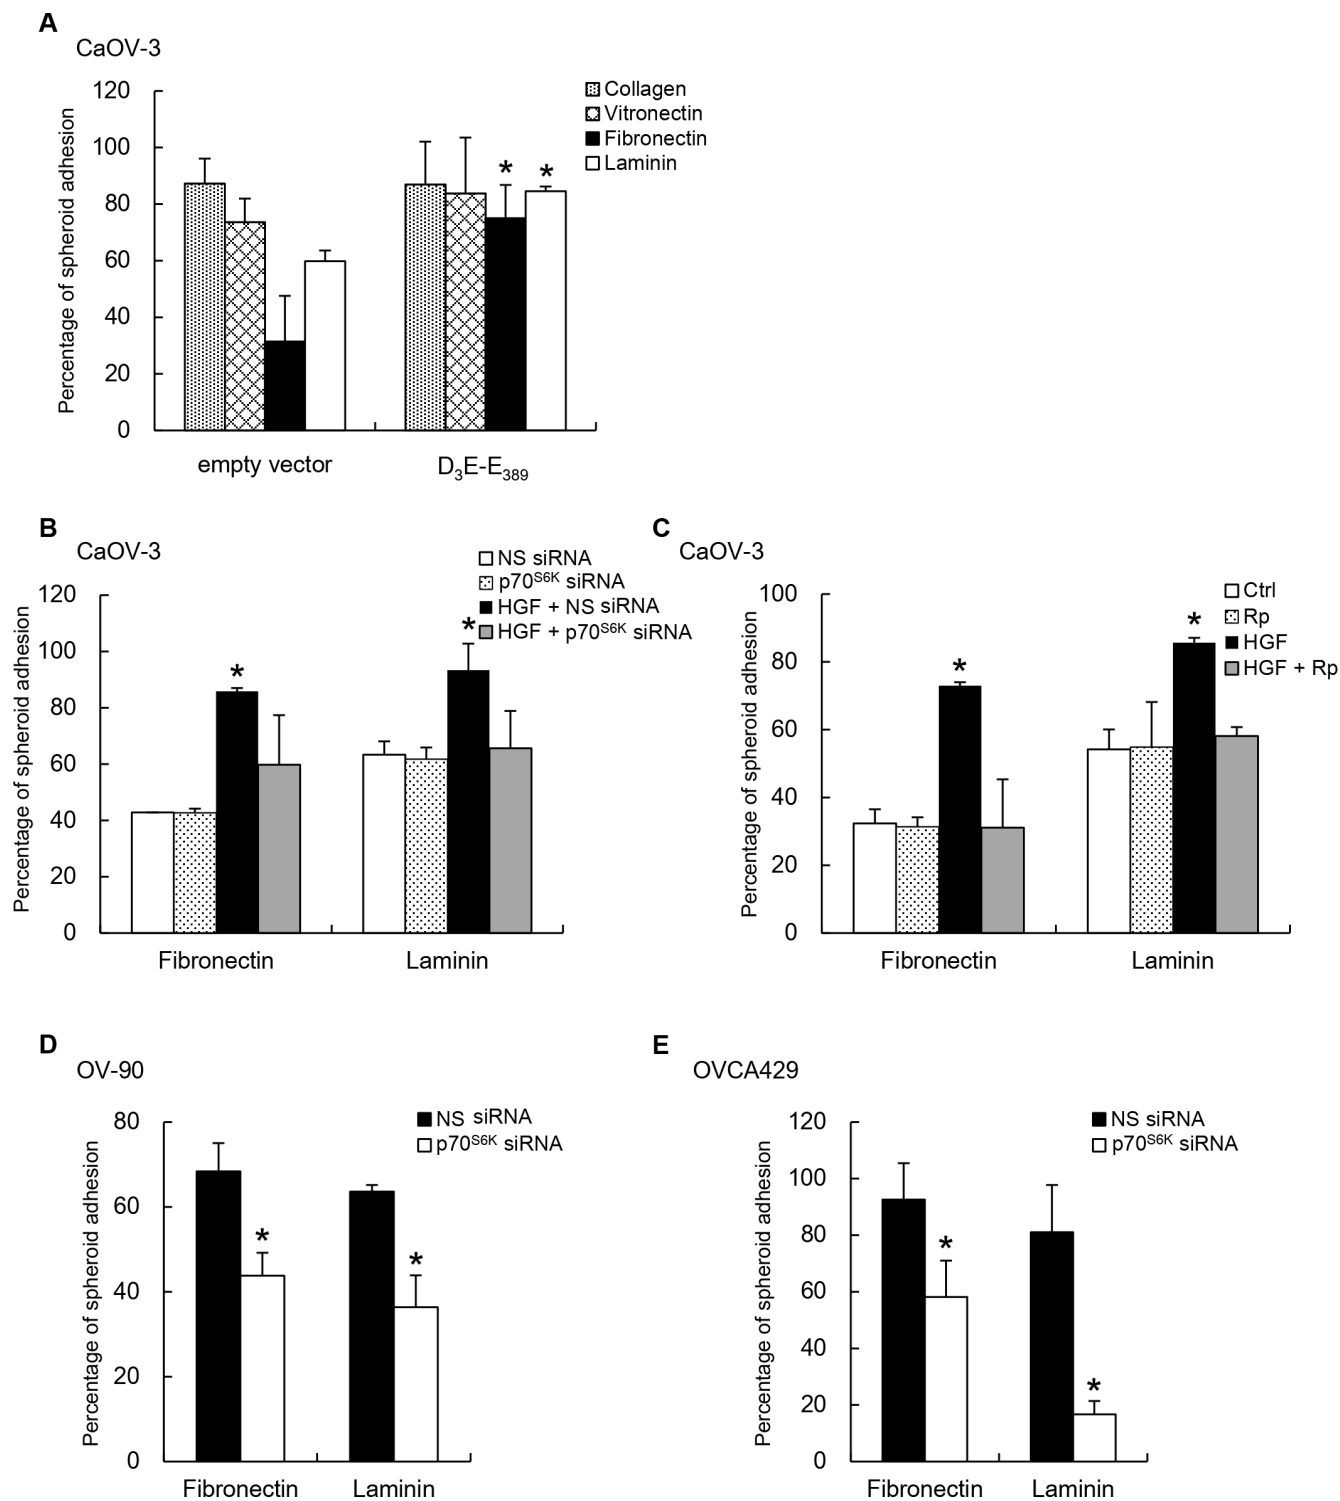 A
CaOV-3
Percentage of spheroid adhesion
120
100
80
60
40
20
0
* *
empty vector
D₃E-E₃₈₉
Collagen
Vitronectin
Fibronectin
Laminin
B
CaOV-3
Percentage of spheroid adhesion
120
100
80
60
40
20
0
* *
Fibronectin
Laminin
NS siRNA
p70ˢ⁶ᴷ siRNA
HGF + NS siRNA
HGF + p70ˢ⁶ᴷ siRNA
C
CaOV-3
Percentage of spheroid adhesion
100
80
60
40
20
0
* *
Fibronectin
Laminin
Ctrl
Rp
HGF
HGF + Rp
D
OV-90
Percentage of spheroid adhesion
80
60
40
20
0
* *
Fibronectin
Laminin
NS siRNA
p70ˢ⁶ᴷ siRNA
E
OVCA429
Percentage of spheroid adhesion
120
100
80
60
40
20
0
* *
Fibronectin
Laminin
NS siRNA
p70ˢ⁶ᴷ siRNA